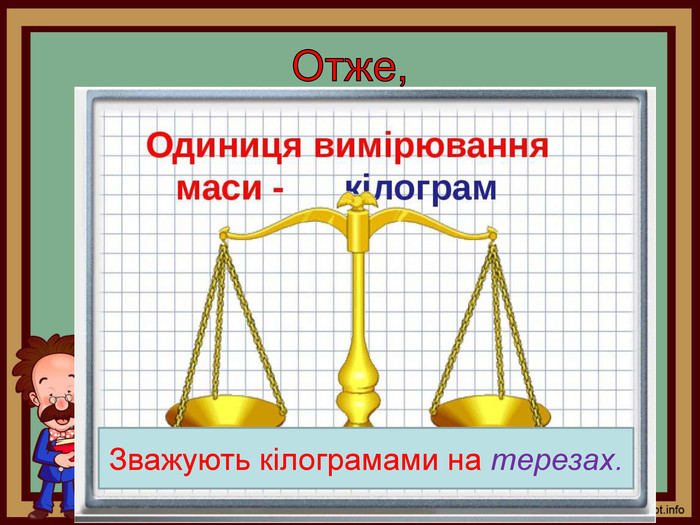 Отже,
Одиниця вимірювання
маси - кілограм
Зважують кілограмами на терезах.